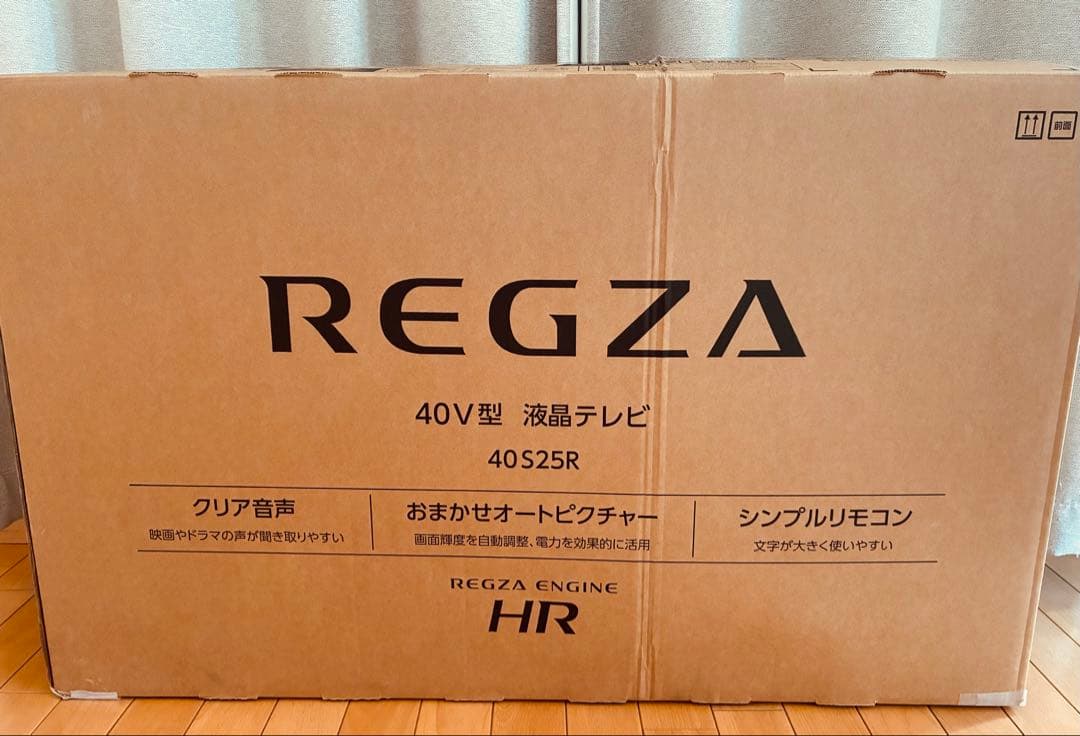 前面
REGZA
40V型 液晶テレビ
40S25R
クリア音声
映画やドラマの声が聞き取りやすい
おまかせオートピクチャー
画面輝度を自動調整、電力を効果的に活用
シンプルリモコン
文字が大きく使いやすい
REGZA ENGINE
HR